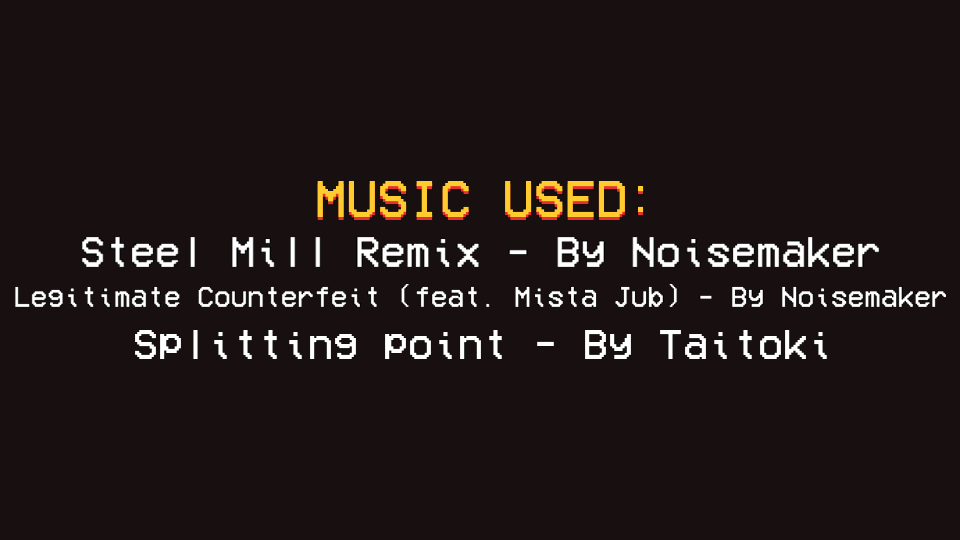 MUSIC USED:
Steel Mill Remix - By Noisemaker
Legitimate Counterfeit (feat. Mista Jub) - By Noisemaker
Splitting point - By Taitoki